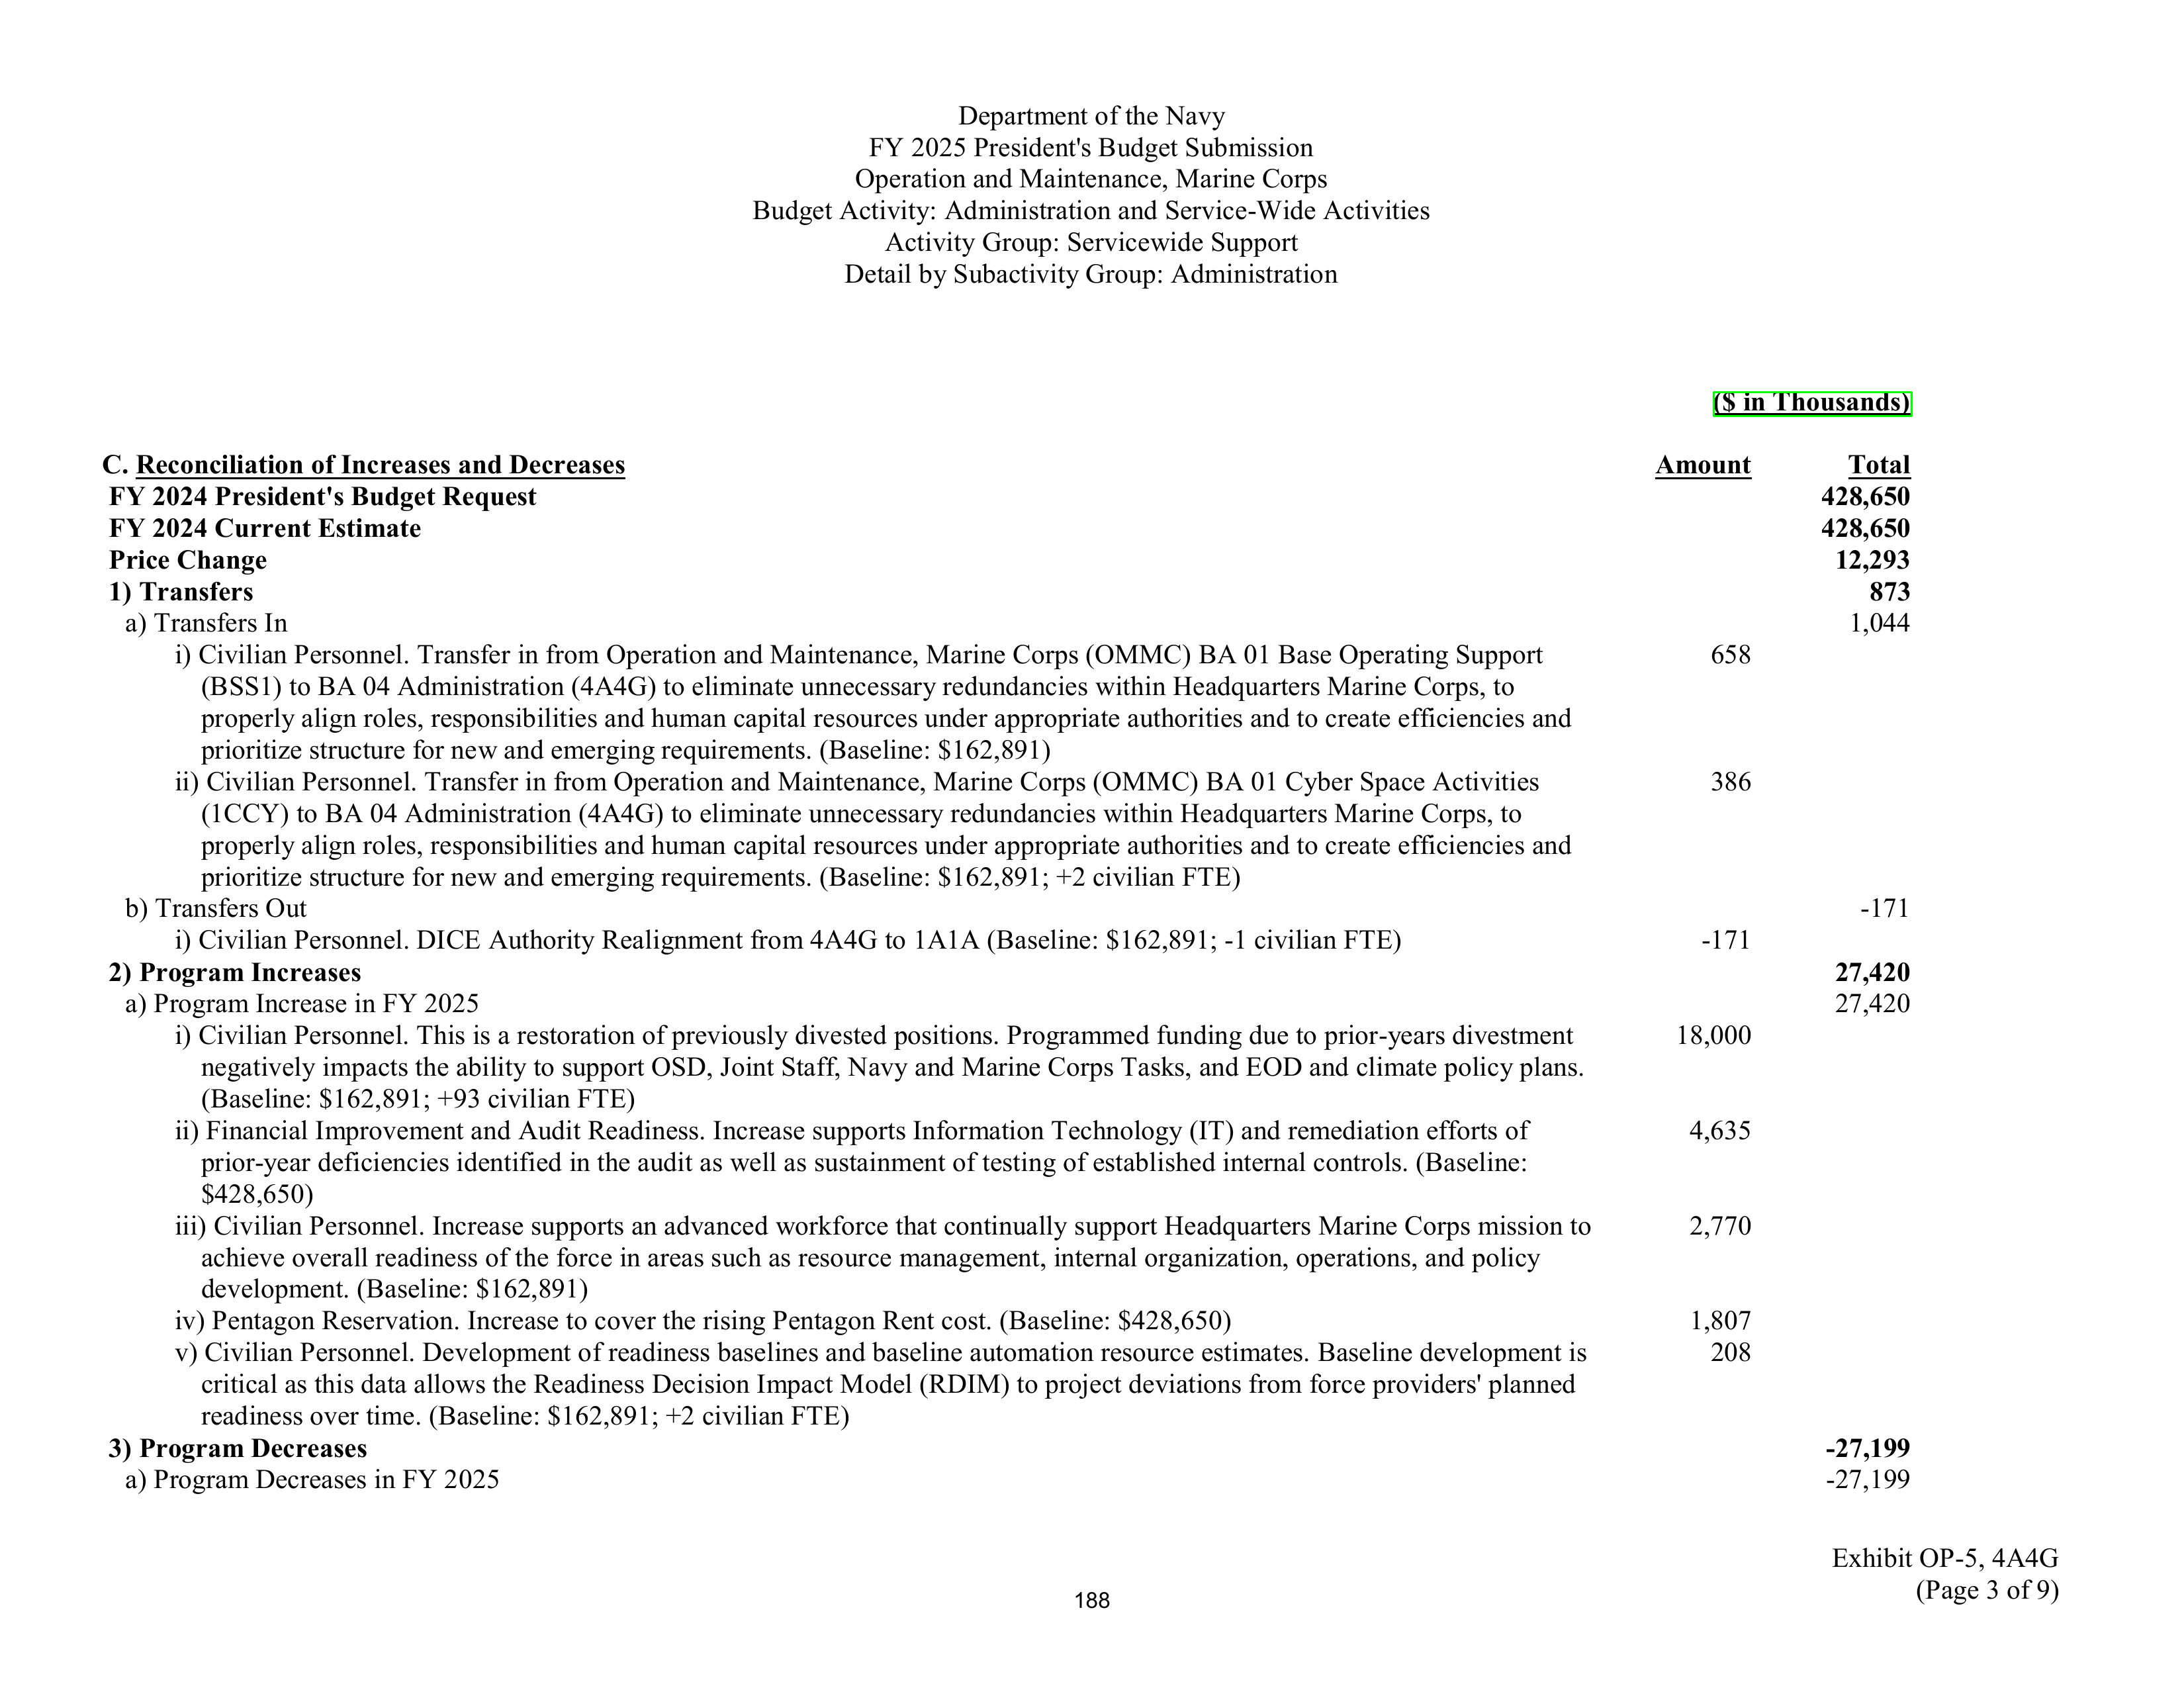 Department of the Navy
FY 2025 President's Budget Submission
Operation and Maintenance, Marine Corps
Budget Activity: Administration and Service-Wide Activities
Activity Group: Servicewide Support
Detail by Subactivity Group: Administration
($ in Thousands)
C. Reconciliation of Increases and Decreases Amount Total
FY 2024 President's Budget Request 428,650
FY 2024 Current Estimate 428,650
Price Change 12,293
1) Transfers 873
a) Transfers In 1,044
i) Civilian Personnel. Transfer in from Operation and Maintenance, Marine Corps (OMMC) BA 01 Base Operating Support 658
(BSS1) to BA 04 Administration (4A4G) to eliminate unnecessary redundancies within Headquarters Marine Corps, to
properly align roles, responsibilities and human capital resources under appropriate authorities and to create efficiencies and
prioritize structure for new and emerging requirements. (Baseline: $162,891)
ii) Civilian Personnel. Transfer in from Operation and Maintenance, Marine Corps (OMMC) BA 01 Cyber Space Activities 386
(1CCY) to BA 04 Administration (4A4G) to eliminate unnecessary redundancies within Headquarters Marine Corps, to
properly align roles, responsibilities and human capital resources under appropriate authorities and to create efficiencies and
prioritize structure for new and emerging requirements. (Baseline: $162,891; +2 civilian FTE)
b) Transfers Out -171
i) Civilian Personnel. DICE Authority Realignment from 4A4G to 1A1A (Baseline: $162,891; -1 civilian FTE) -171
2) Program Increases 27,420
a) Program Increase in FY 2025 27,420
i) Civilian Personnel. This is a restoration of previously divested positions. Programmed funding due to prior-years divestment 18,000
negatively impacts the ability to support OSD, Joint Staff, Navy and Marine Corps Tasks, and EOD and climate policy plans.
(Baseline: $162,891; +93 civilian FTE)
ii) Financial Improvement and Audit Readiness. Increase supports Information Technology (IT) and remediation efforts of 4,635
prior-year deficiencies identified in the audit as well as sustainment of testing of established internal controls. (Baseline:
$428,650)
iii) Civilian Personnel. Increase supports an advanced workforce that continually support Headquarters Marine Corps mission to 2,770
achieve overall readiness of the force in areas such as resource management, internal organization, operations, and policy
development. (Baseline: $162,891)
iv) Pentagon Reservation. Increase to cover the rising Pentagon Rent cost. (Baseline: $428,650) 1,807
v) Civilian Personnel. Development of readiness baselines and baseline automation resource estimates. Baseline development is 208
critical as this data allows the Readiness Decision Impact Model (RDIM) to project deviations from force providers' planned
readiness over time. (Baseline: $162,891; +2 civilian FTE)
3) Program Decreases -27,199
a) Program Decreases in FY 2025 -27,199
Exhibit OP-5, 4A4G
(Page 3 of 9)
188